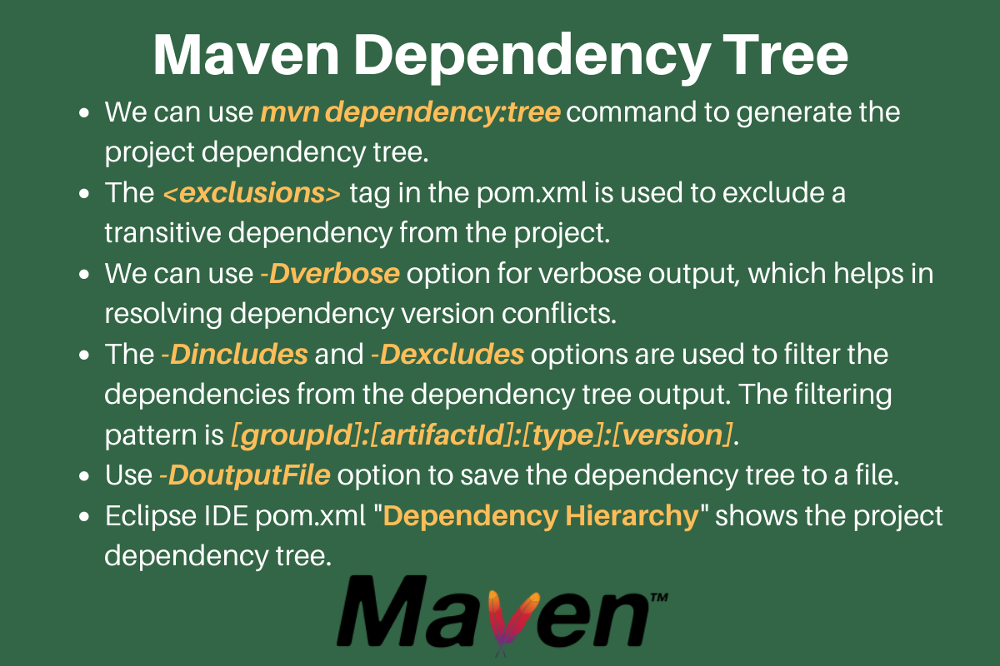 Maven Dependency Tree
• We can use mvn dependency:tree command to generate the
project dependency tree.
• The <exclusions> tag in the pom.xml is used to exclude a
transitive dependency from the project.
• We can use -Dverbose option for verbose output, which helps in
resolving dependency version conflicts.
• The -Dincludes and -Dexcludes options are used to filter the
dependencies from the dependency tree output. The filtering
pattern is [groupId]:[artifactId]:[type]:[version].
• Use -DoutputFile option to save the dependency tree to a file.
• Eclipse IDE pom.xml "Dependency Hierarchy" shows the project
dependency tree.
Maven™